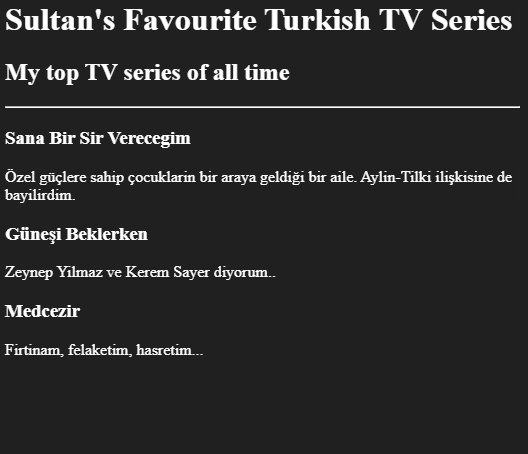 Sultan's Favourite Turkish TV Series
My top TV series of all time
Sana Bir Sir Verecegim
Özel güçlere sahip çocuklarin bir araya geldiği bir aile. Aylin-Tilki ilişkisine de
bayilirdim.
Güneşi Beklerken
Zeynep Yilmaz ve Kerem Sayer diyorum..
Medcezir
Firtinam, felaketim, hasretim...